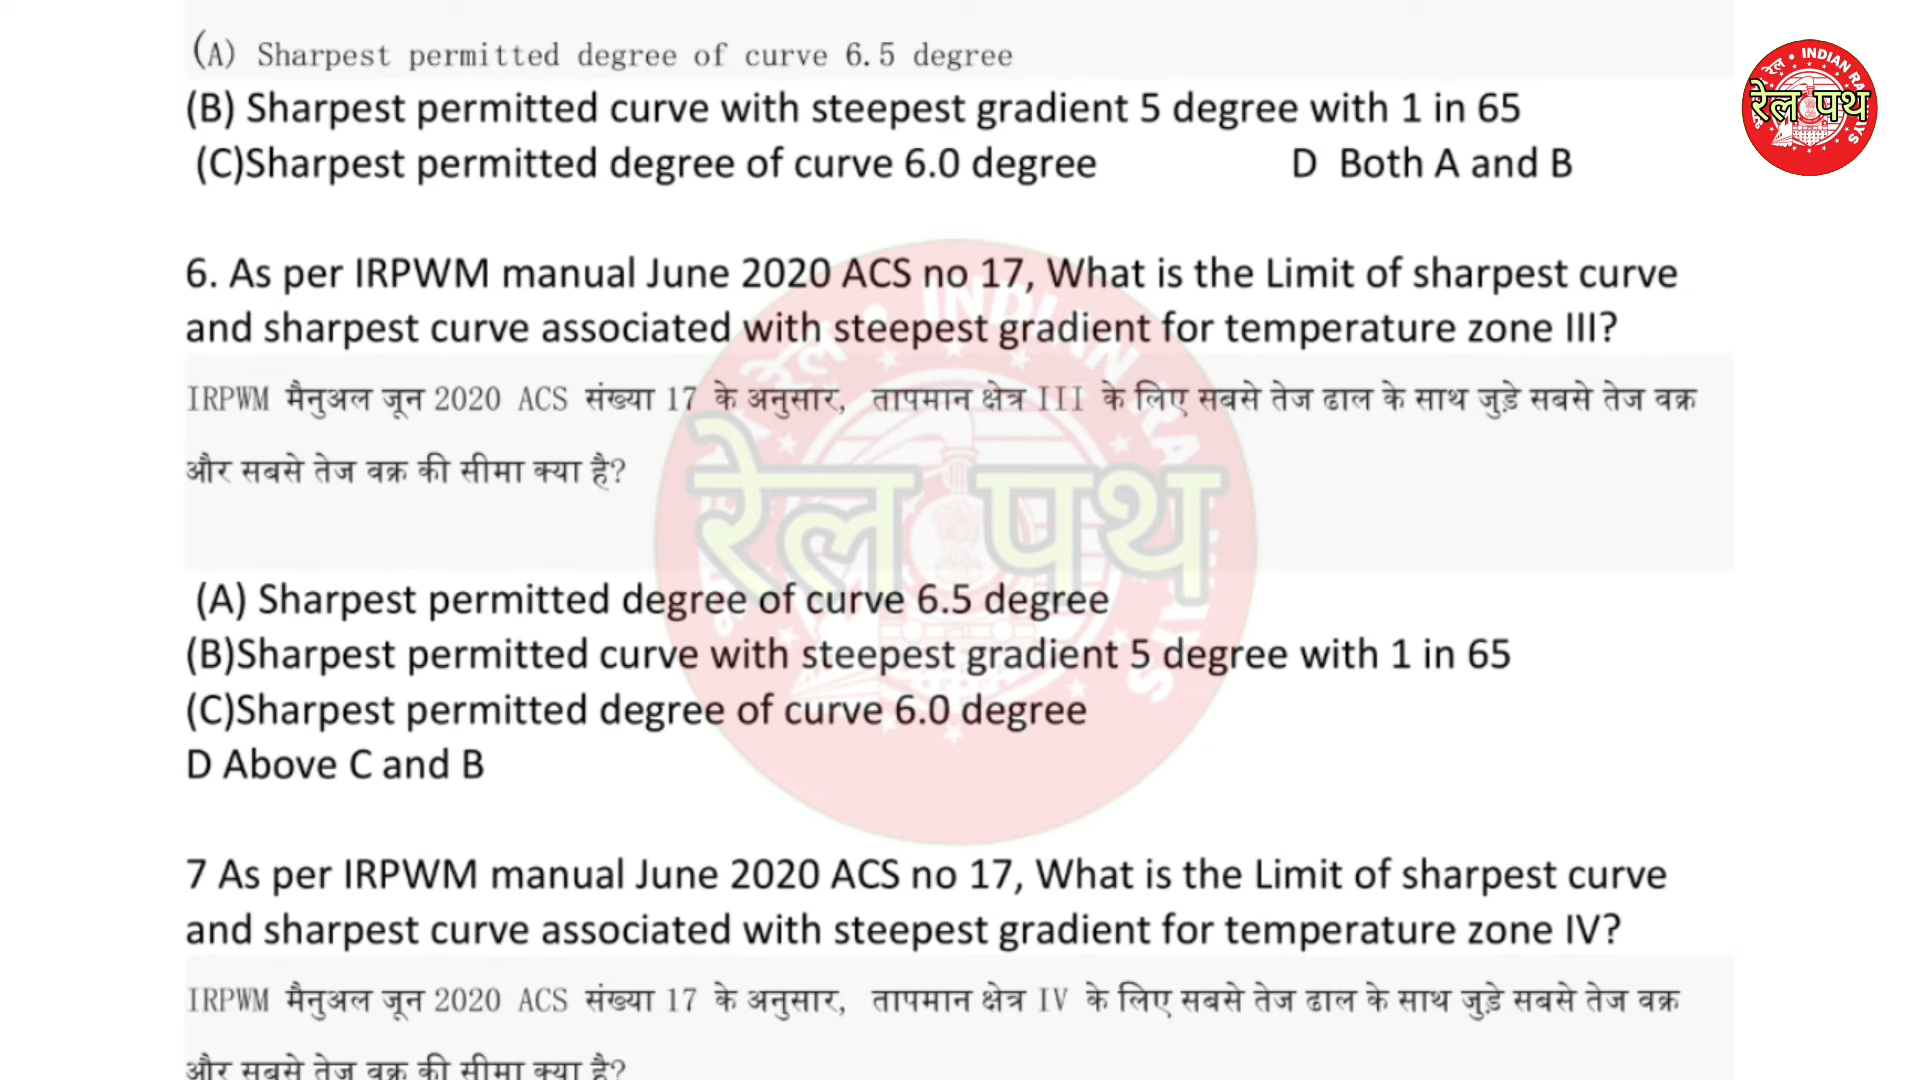 (A) Sharpest permitted degree of curve 6.5 degree
(B) Sharpest permitted curve with steepest gradient 5 degree with 1 in 65
(C)Sharpest permitted degree of curve 6.0 degree D Both A and B
6. As per IRPWM manual June 2020 ACS no 17, What is the Limit of sharpest curve
and sharpest curve associated with steepest gradient for temperature zone III?
IRPWM मैनुअल जून 2020 ACS संख्या 17 के अनुसार, तापमान क्षेत्र III के लिए सबसे तेज ढाल के साथ जुड़े सबसे तेज वक्र
और सबसे तेज वक्र की सीमा क्या है?
(A) Sharpest permitted degree of curve 6.5 degree
(B)Sharpest permitted curve with steepest gradient 5 degree with 1 in 65
(C)Sharpest permitted degree of curve 6.0 degree
D Above C and B
7 As per IRPWM manual June 2020 ACS no 17, What is the Limit of sharpest curve
and sharpest curve associated with steepest gradient for temperature zone IV?
IRPWM मैनुअल जून 2020 ACS संख्या 17 के अनुसार, तापमान क्षेत्र IV के लिए सबसे तेज ढाल के साथ जुड़े सबसे तेज वक्र
और सबसे तेज वक्र की सीमा क्या है?
रेल पथ
INDIAN
रेल पथ
INDIAN